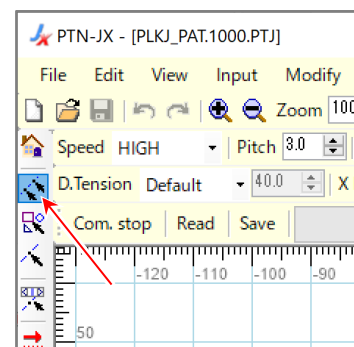 PTN-JX - [PLKJ_PAT.1000.PTJ]
File Edit View Input Modify
Zoom 100
Speed HIGH Pitch 3.0
D.Tension Default 40.0 X
Com. stop Read Save
-120 -110 -100 -90
50